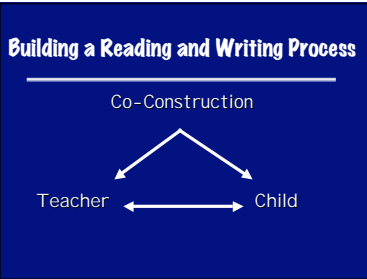 Building a Reading and Writing Process
Co-Construction
Teacher
Child